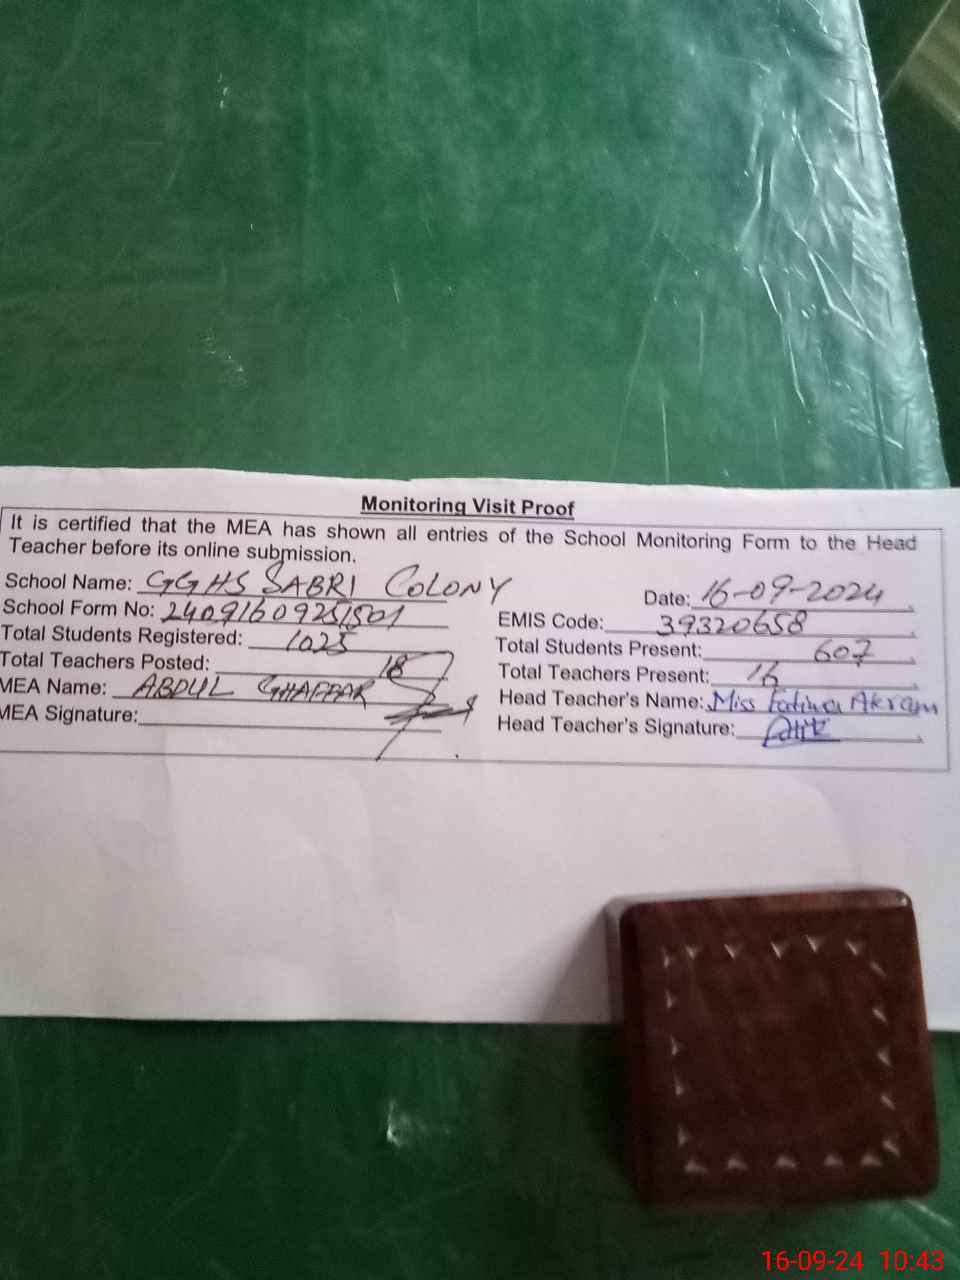 Monitoring Visit Proof
It is certified that the MEA has shown all entries of the School Monitoring Form to the Head
Teacher before its online submission.
School Name: GGHS SABRI COLONY
Date: 16-09-2024
School Form No: 24091609251501
EMIS Code: 39320658
Total Students Registered: 1025
Total Students Present: 607
Total Teachers Posted: 18
Total Teachers Present: 16
MEA Name: ABDUL GHAFFAR
Head Teacher's Name: Miss Fatima Akram
MEA Signature:
Head Teacher's Signature:
16-09-24 10:43